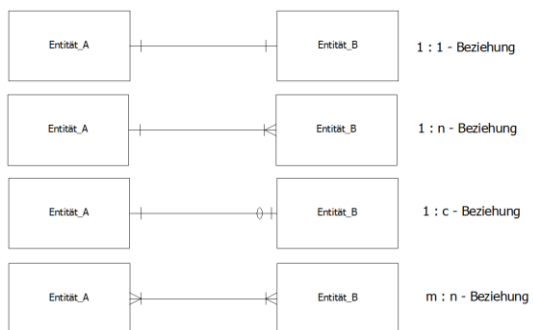 Entität_A Entität_B 1 : 1 - Beziehung
Entität_A Entität_B 1 : n - Beziehung
Entität_A Entität_B 1 : c - Beziehung
Entität_A Entität_B m : n - Beziehung